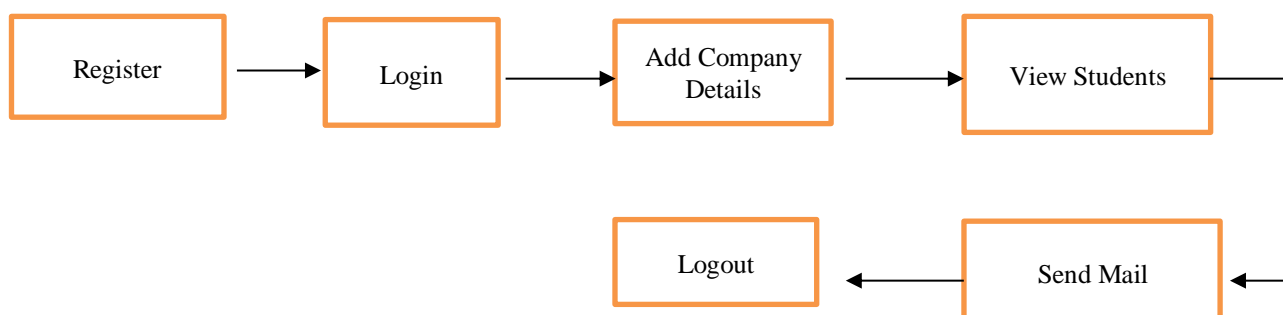 Register
Login
Add Company
Details
View Students
Send Mail
Logout